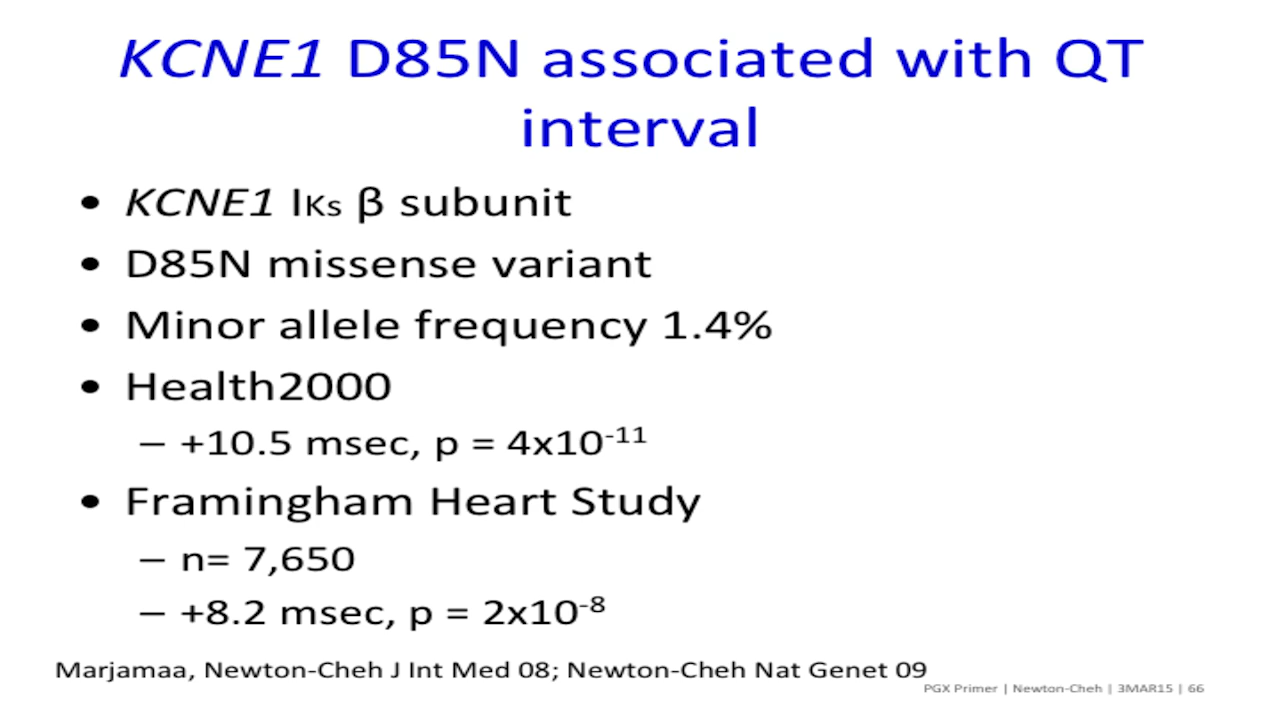 KCNE1 D85N associated with QT
interval
• KCNE1 IKs β subunit
• D85N missense variant
• Minor allele frequency 1.4%
• Health2000
– +10.5 msec, p = 4x10⁻¹¹
• Framingham Heart Study
– n= 7,650
– +8.2 msec, p = 2x10⁻⁸
Marjamaa, Newton-Cheh J Int Med 08; Newton-Cheh Nat Genet 09
PGX Primer | Newton-Cheh | 3MAR15 | 66